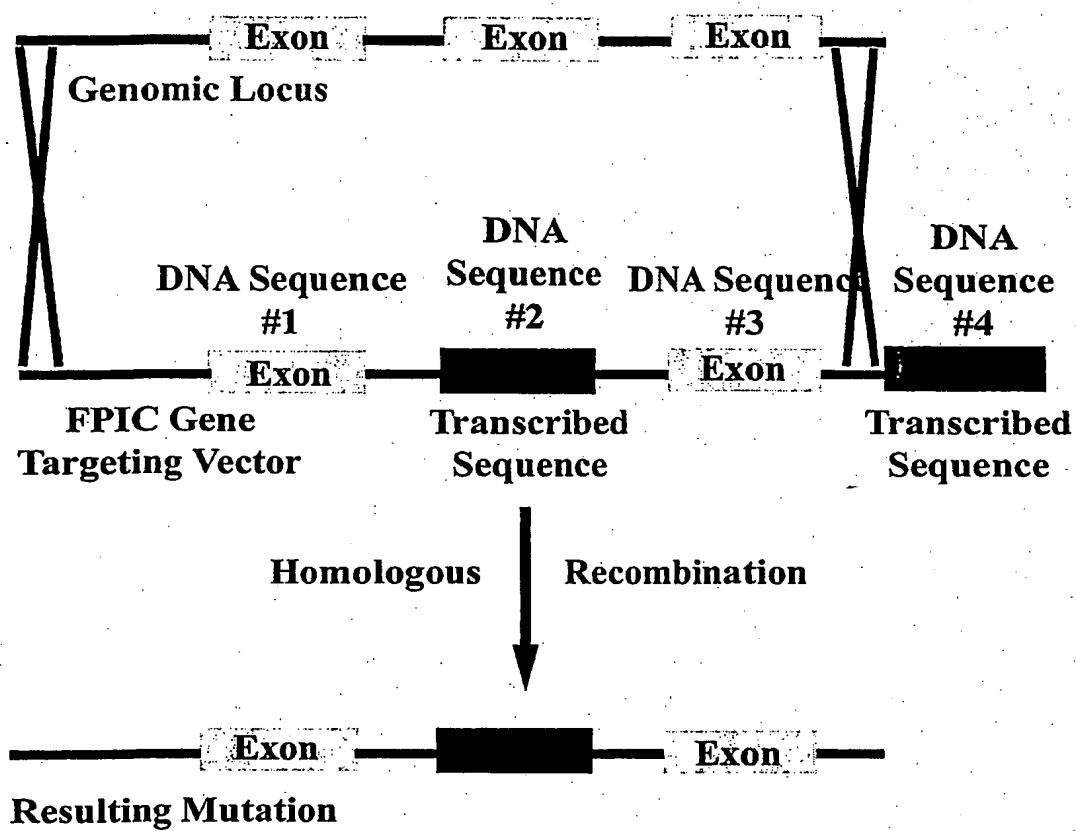 Exon Exon Exon
Genomic Locus
DNA Sequence #1
DNA Sequence #2
DNA Sequence #3
DNA Sequence #4
Exon Exon
FPIC Gene Targeting Vector
Transcribed Sequence
Transcribed Sequence
Homologous Recombination
Exon Exon
Resulting Mutation